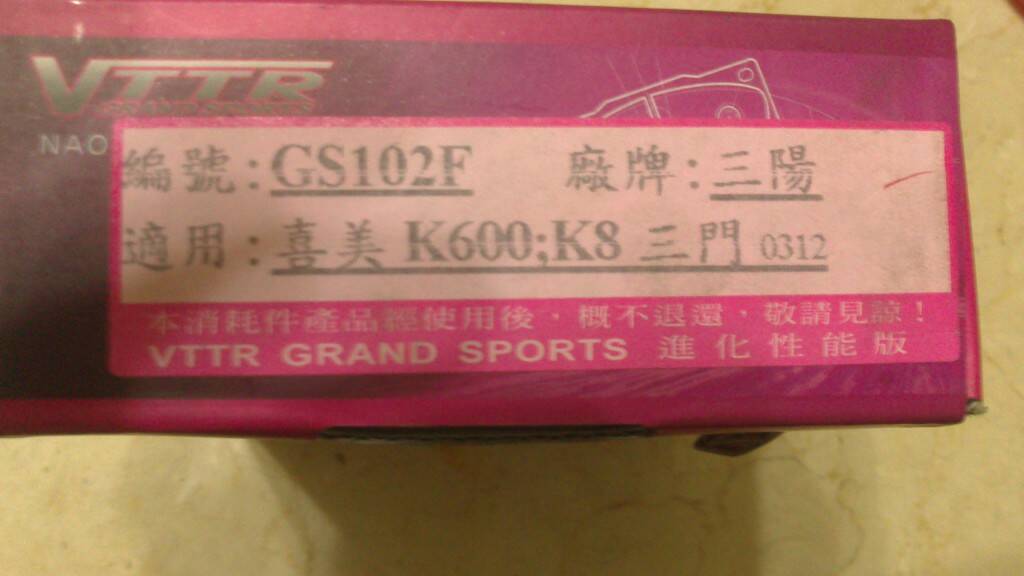 VTTR
GRAND SPORTS
NAO
編號:GS102F 廠牌:三陽
適用:喜美 K600;K8 三門 0312
本消耗件產品經使用後,概不退還,敬請見諒!
VTTR GRAND SPORTS 進化性能版